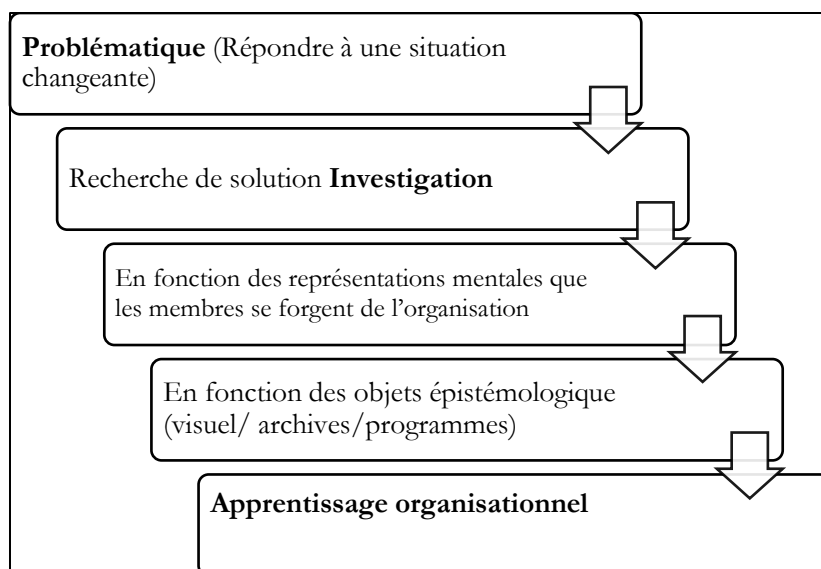 Problématique (Répondre à une situation
changeante)
Recherche de solution Investigation
En fonction des représentations mentales que
les membres se forgent de l’organisation
En fonction des objets épistémologique
(visuel/ archives/programmes)
Apprentissage organisationnel